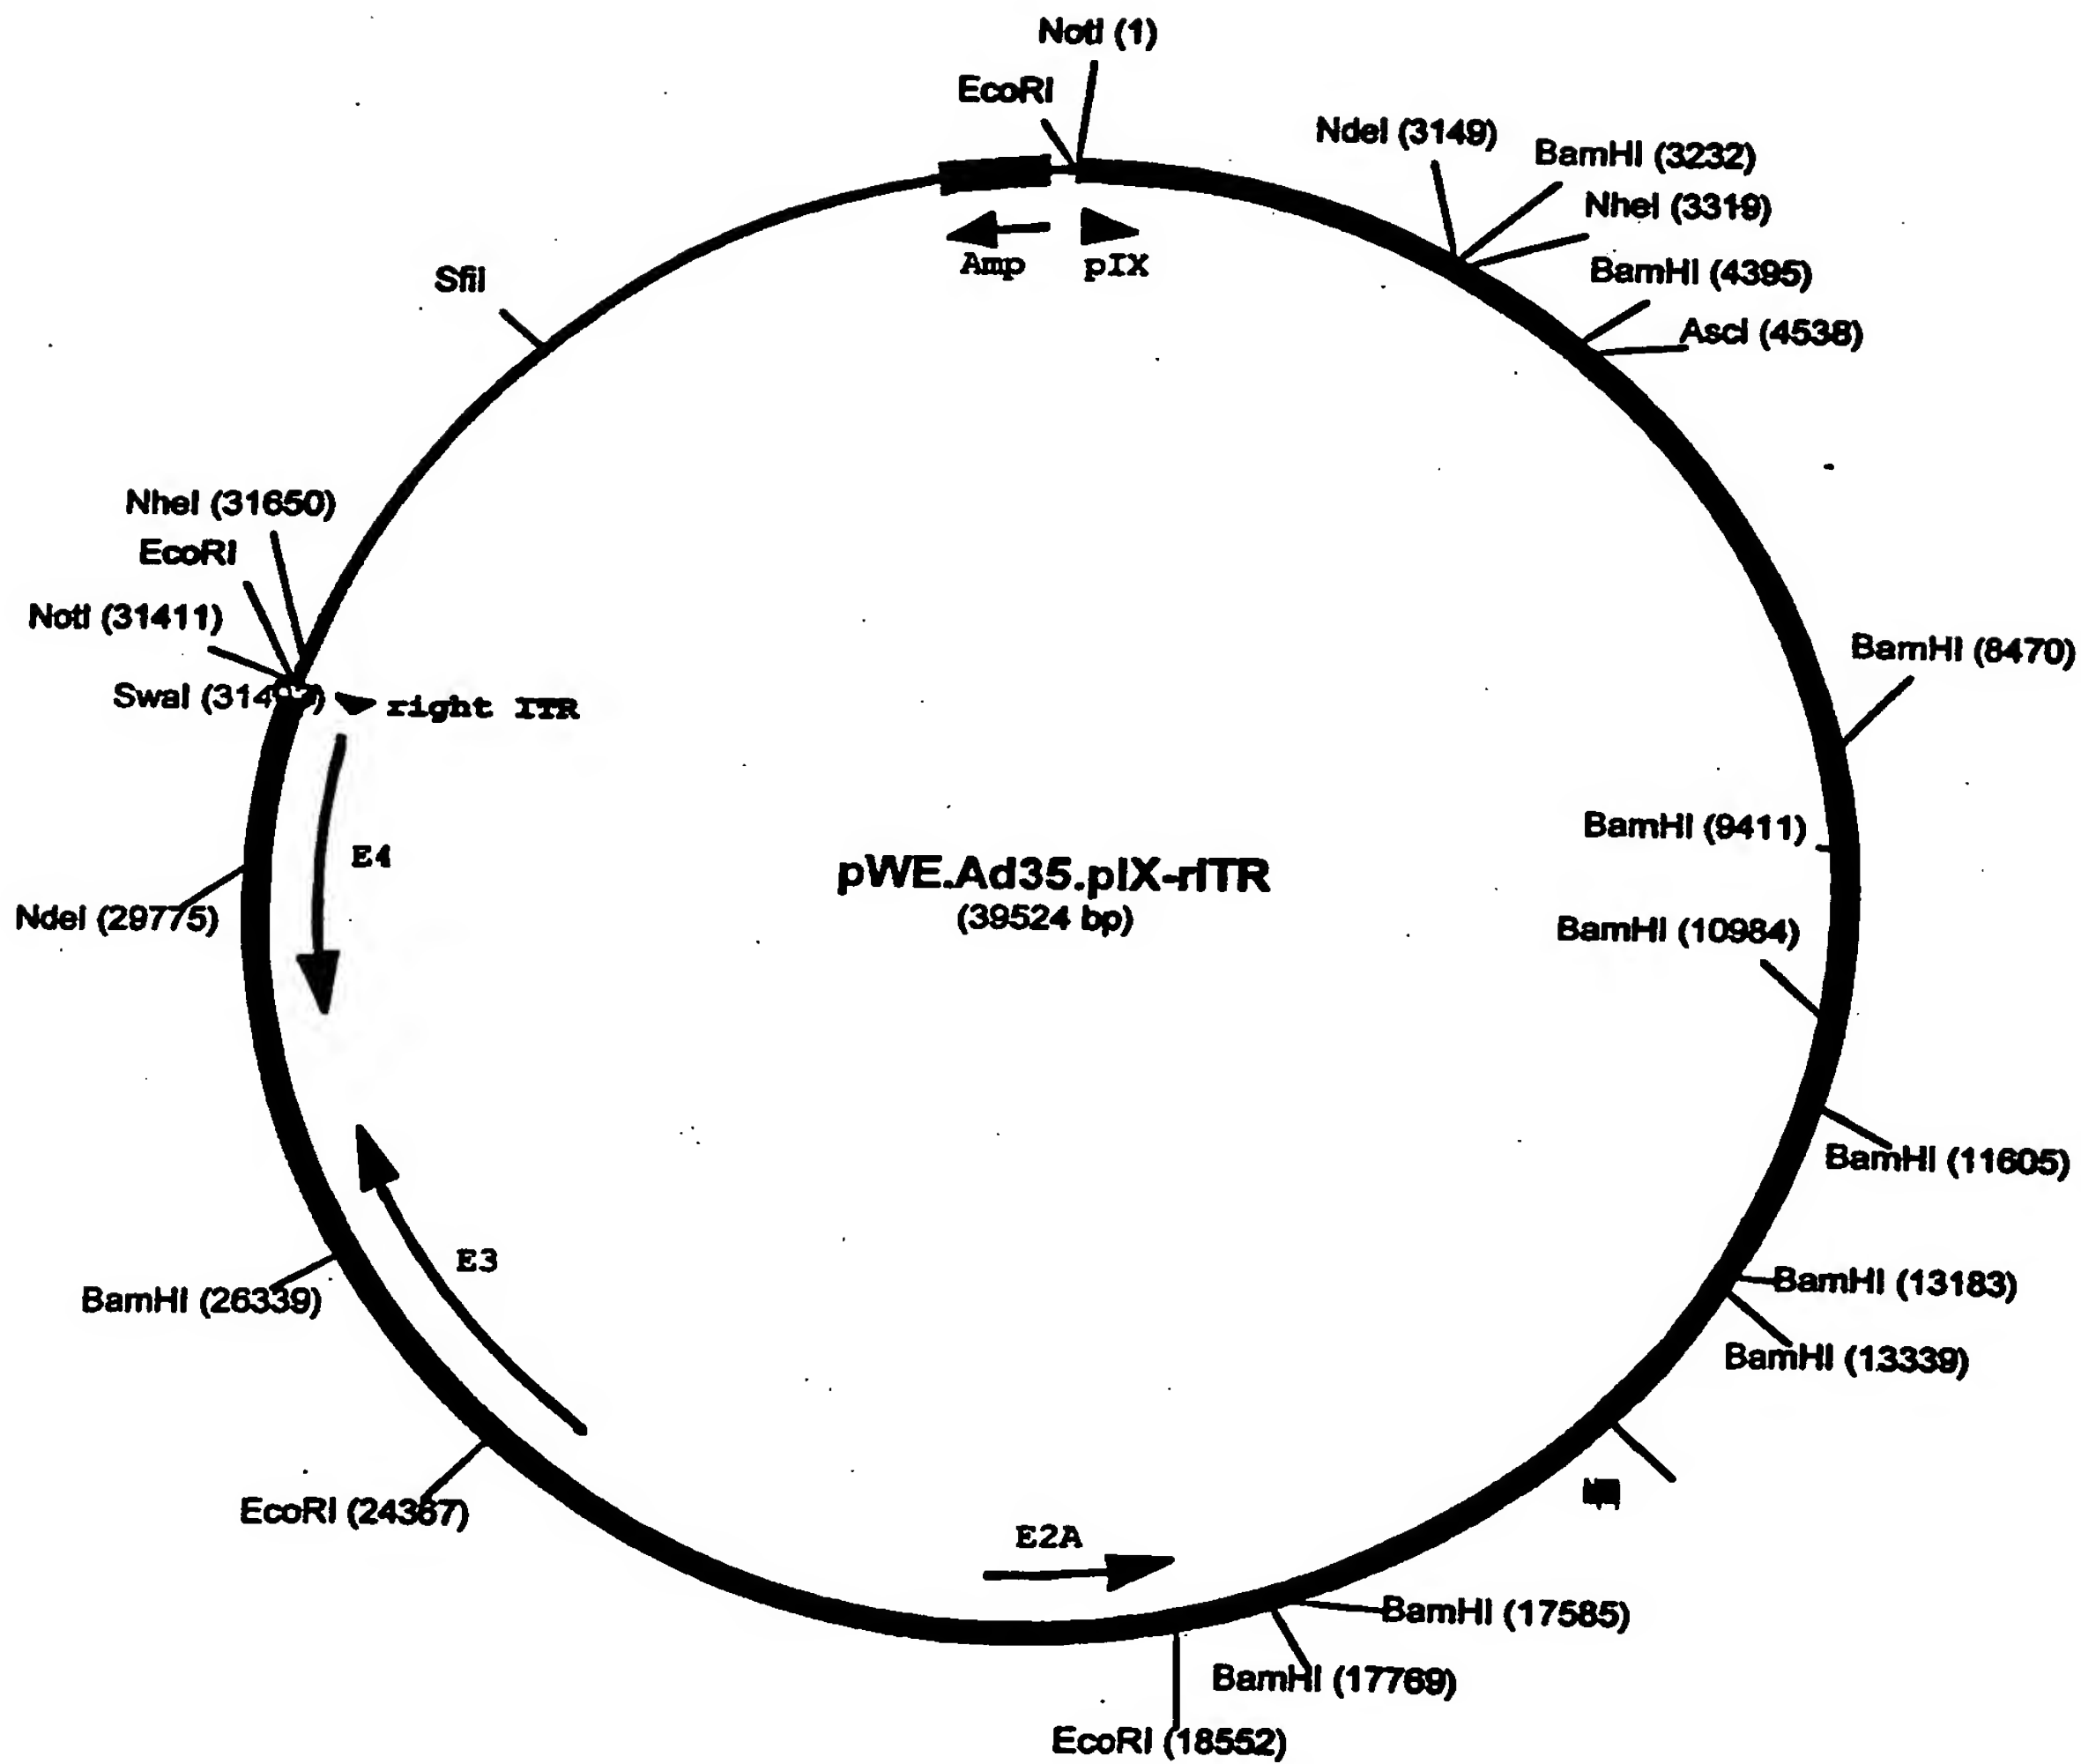 NotI (1)
EcoRI
NdeI (3149)
BamHI (3232)
NheI (3319)
BamHI (4395)
AscI (4538)
Amp
pIX
SfiI
NheI (31650)
EcoRI
NotI (31411)
SwaI
right ITR
BamHI (8470)
BamHI (9411)
E4
pWE.Ad35.pIX-rITR
(39524 bp)
NdeI (29775)
BamHI (10984)
BamHI (11605)
E3
BamHI (26339)
BamHI (13183)
BamHI (13339)
EcoRI (24367)
E2A
BamHI (17585)
BamHI (17769)
EcoRI (18552)